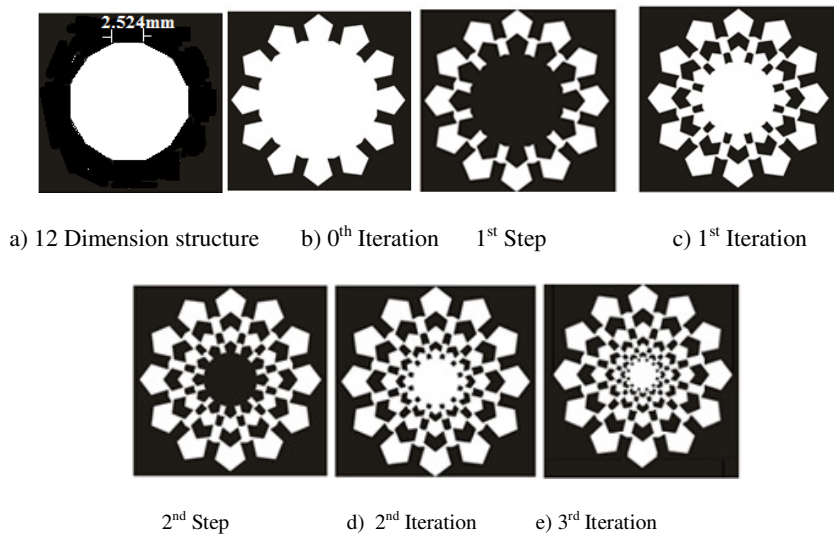 2.524mm
a) 12 Dimension structure b) 0th Iteration 1st Step c) 1st Iteration
2nd Step d) 2nd Iteration e) 3rd Iteration